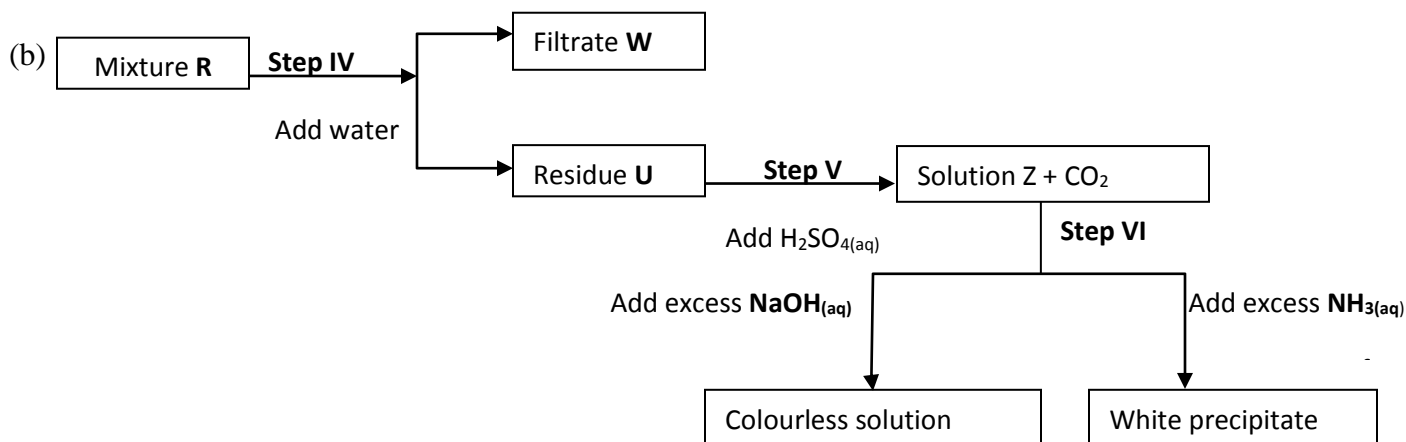 (b)
Mixture R
Step IV
Add water
Filtrate W
Residue U
Step V
Add H₂SO₄(aq)
Solution Z + CO₂
Step VI
Add excess NaOH(aq)
Add excess NH₃(aq)
Colourless solution
White precipitate